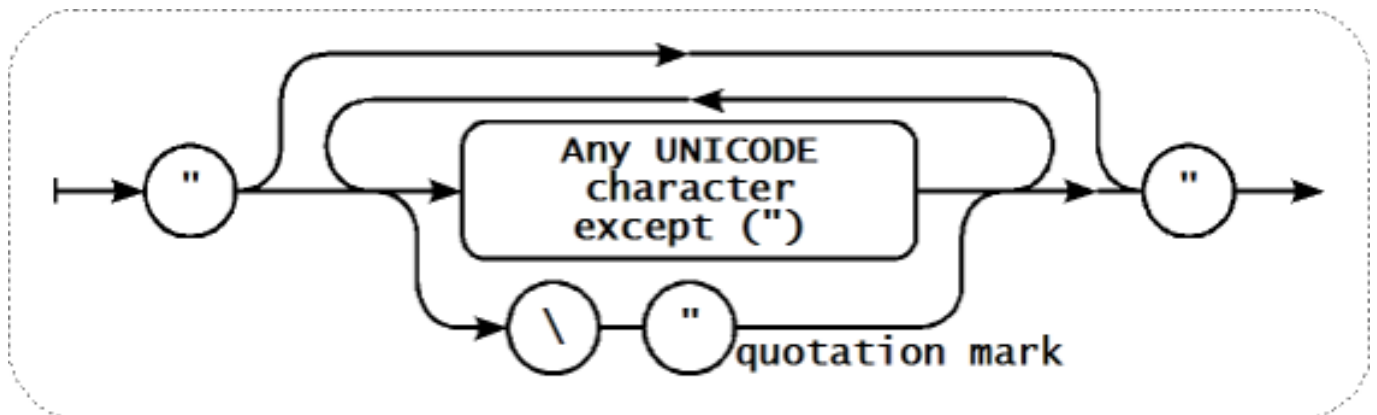 "
Any UNICODE
character
except (")
"
\
"
quotation mark